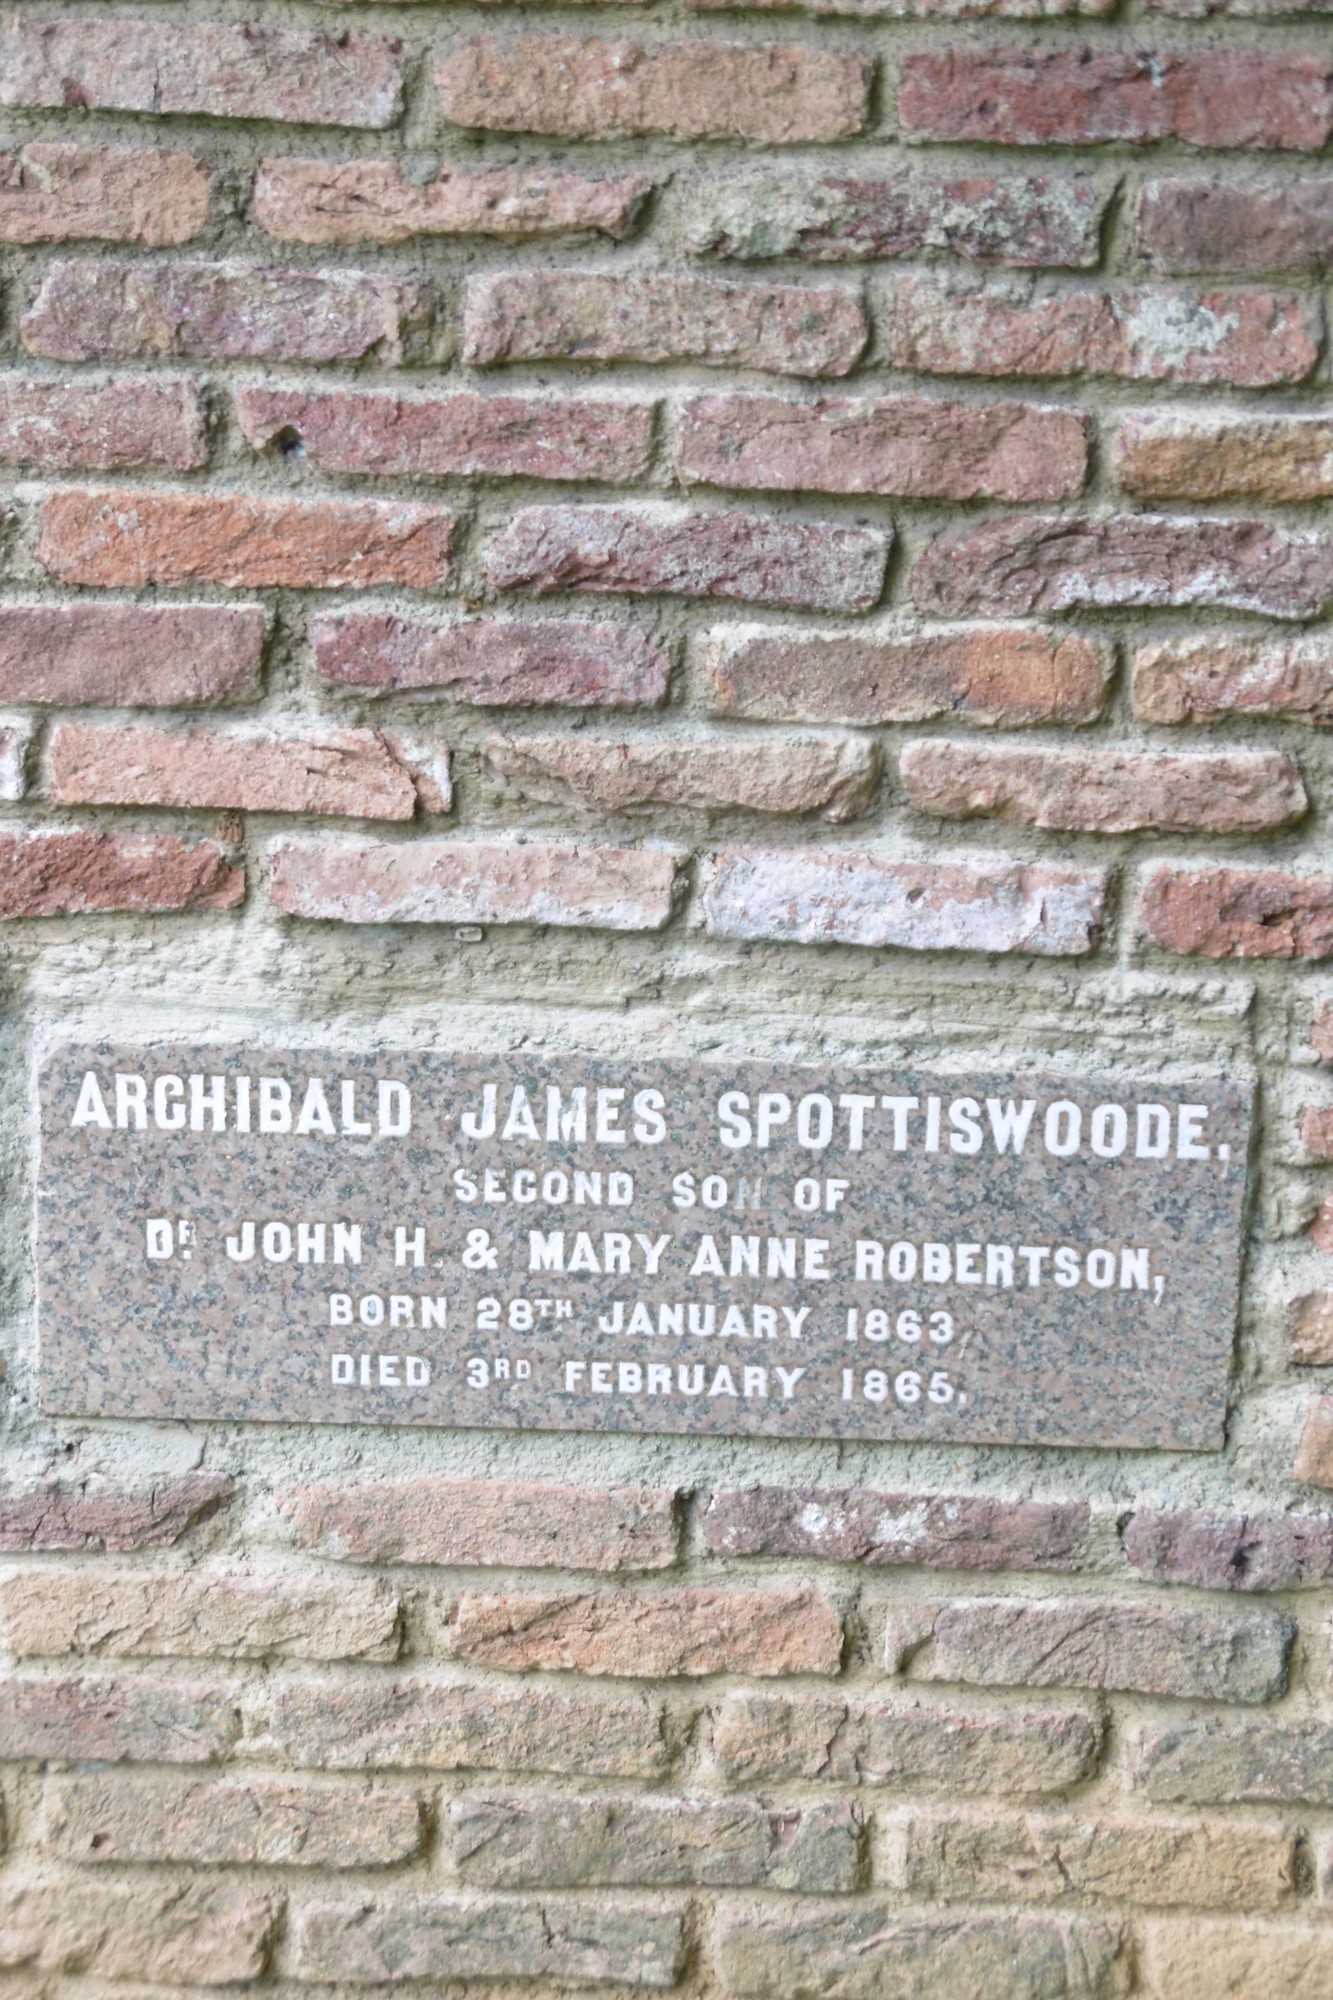 ARCHIBALD JAMES SPOTTISWOODE,
SECOND SON OF
DR. JOHN H. & MARY ANNE ROBERTSON,
BORN 28TH JANUARY 1863,
DIED 3RD FEBRUARY 1865.